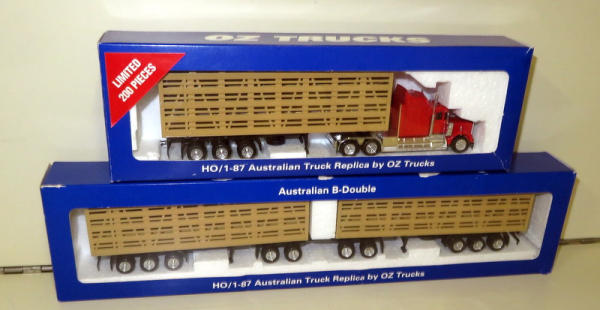 OZ TRUCKS
LIMITED
200 PIECES
HO/1-87 Australian Truck Replica by OZ Trucks
Australian B-Double
HO/1-87 Australian Truck Replica by OZ Trucks